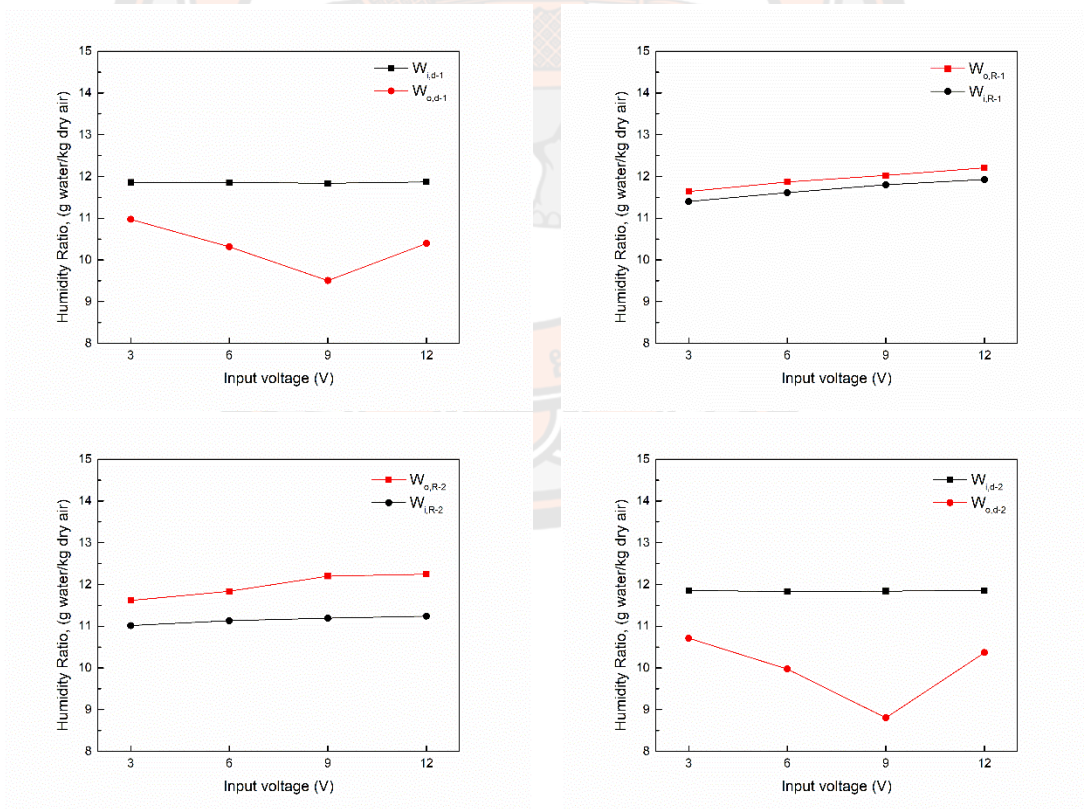 15
14
13
12
11
10
9
8
Humidity Ratio, (g water/kg dry air)
W i,d-1
W o,d-1
3 6 9 12
Input voltage (V)
15
14
13
12
11
10
9
8
Humidity Ratio, (g water/kg dry air)
W o,R-1
W i,R-1
3 6 9 12
Input voltage (V)
15
14
13
12
11
10
9
8
Humidity Ratio, (g water/kg dry air)
W o,R-2
W i,R-2
3 6 9 12
Input voltage (V)
15
14
13
12
11
10
9
8
Humidity Ratio, (g water/kg dry air)
W i,d-2
W o,d-2
3 6 9 12
Input voltage (V)